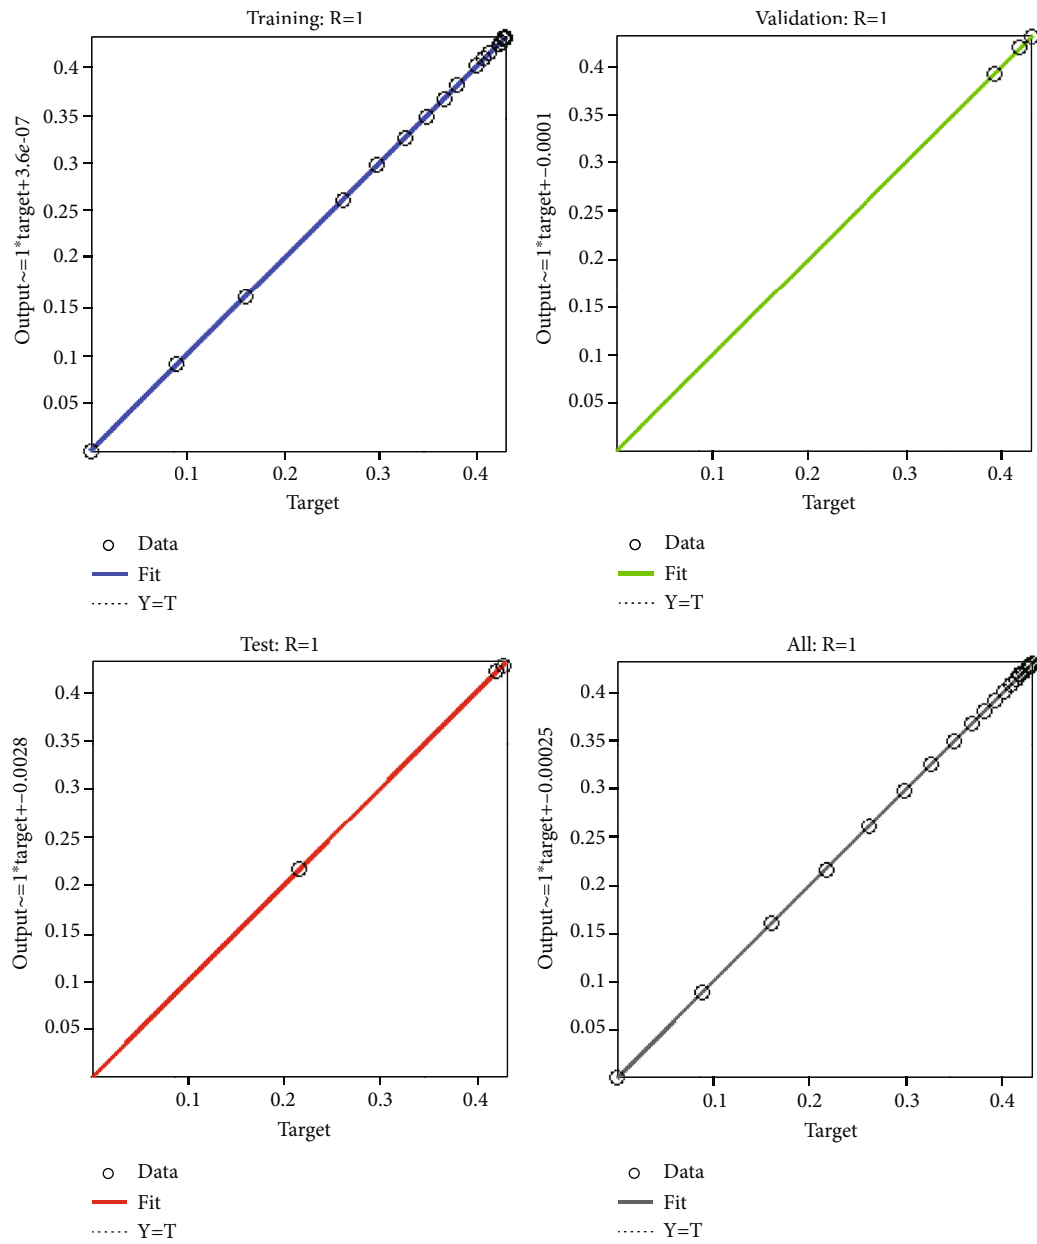 Training: R=1
Output~=1*target+3.6e-07
0.4
0.35
0.3
0.25
0.2
0.15
0.1
0.05
0.1 0.2 0.3 0.4
Target
Data
Fit
Y=T
Validation: R=1
Output~=1*target+−0.0001
0.4
0.35
0.3
0.25
0.2
0.15
0.1
0.05
0.1 0.2 0.3 0.4
Target
Data
Fit
Y=T
Test: R=1
Output~=1*target+−0.0028
0.4
0.35
0.3
0.25
0.2
0.15
0.1
0.05
0.1 0.2 0.3 0.4
Target
Data
Fit
Y=T
All: R=1
Output~=1*target+−0.00025
0.4
0.35
0.3
0.25
0.2
0.15
0.1
0.05
0.1 0.2 0.3 0.4
Target
Data
Fit
Y=T